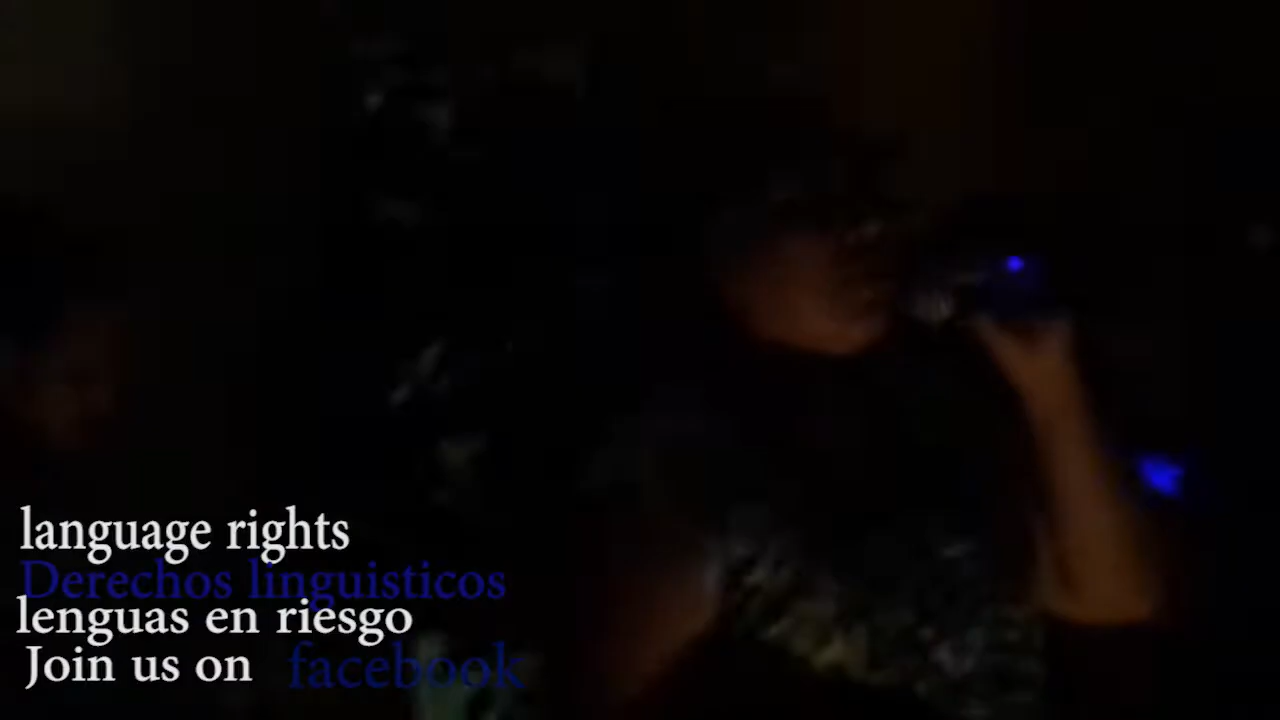 language rights
Derechos linguisticos
lenguas en riesgo
Join us on facebook